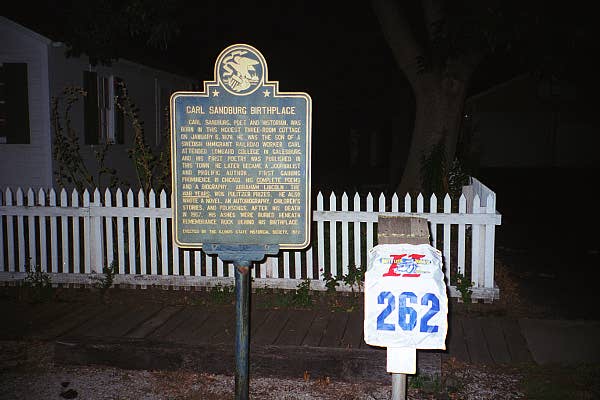 CARL SANDBURG BIRTHPLACE
CARL SANDBURG, POET AND HISTORIAN, WAS
BORN IN THIS MODEST THREE-ROOM COTTAGE
ON JANUARY 6, 1878. HE WAS THE SON OF A
SWEDISH IMMIGRANT RAILROAD WORKER. CARL
ATTENDED LOMBARD COLLEGE IN GALESBURG
AND HIS FIRST POETRY WAS PUBLISHED IN
THIS TOWN. HE LATER BECAME A JOURNALIST
AND PROLIFIC AUTHOR. FIRST GAINING
PROMINENCE IN CHICAGO, HIS COMPLETE POEMS
AND A BIOGRAPHY, ABRAHAM LINCOLN: THE
WAR YEARS, WON PULITZER PRIZES. HE ALSO
WROTE A NOVEL, AN AUTOBIOGRAPHY, CHILDREN'S
STORIES, AND FOLKSONGS. AFTER HIS DEATH
IN 1967, HIS ASHES WERE BURIED BENEATH
REMEMBRANCE ROCK BEHIND HIS BIRTHPLACE.
ERECTED BY THE ILLINOIS STATE HISTORICAL SOCIETY, 1977
262